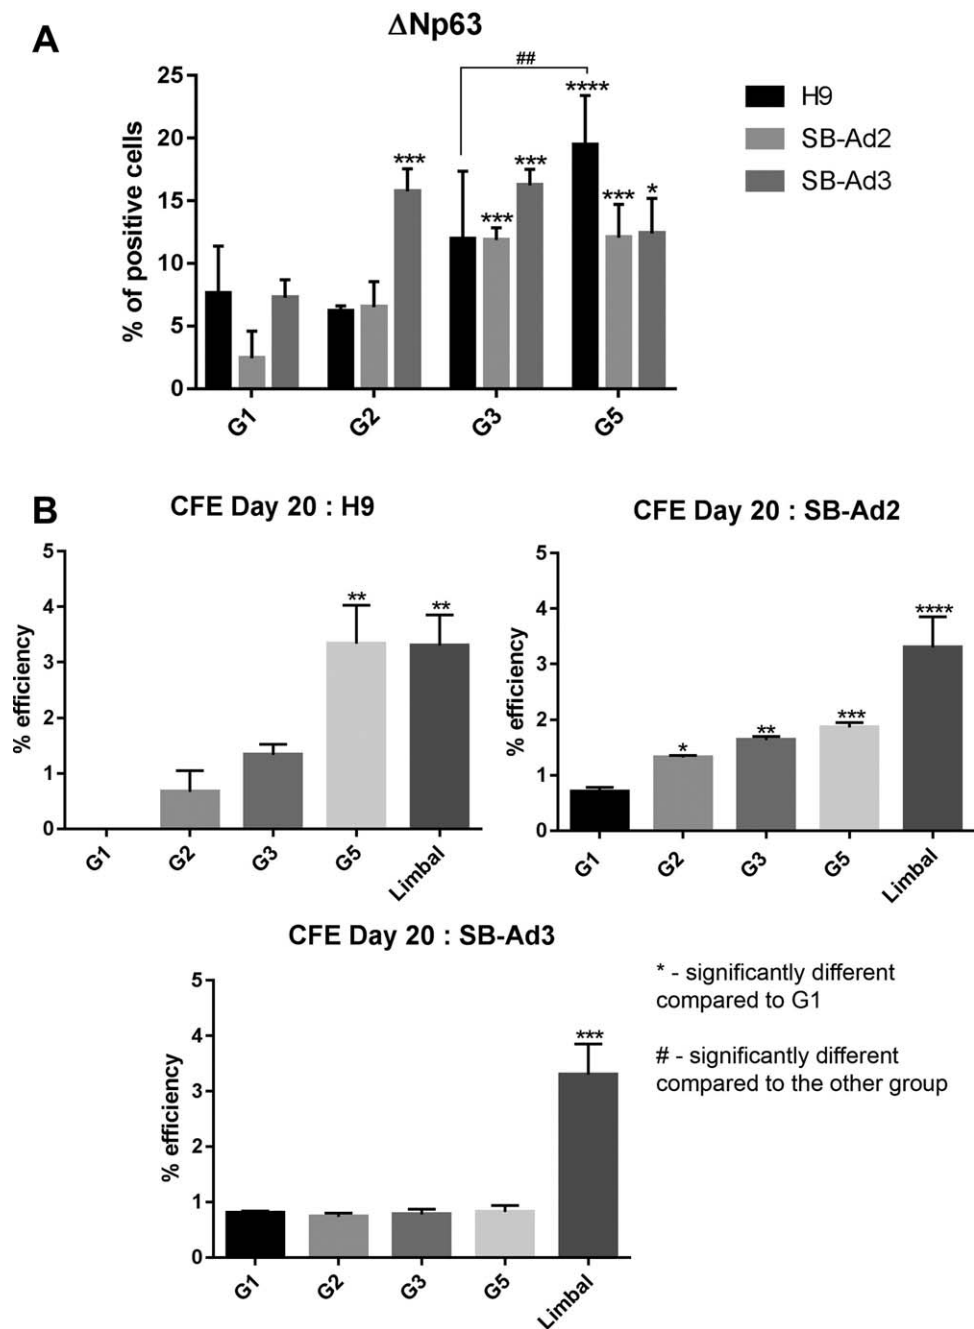 A
ΔNp63
##
****
***
***
***
***
*
25
20
15
10
5
0
% of positive cells
G1
G2
G3
G5
H9
SB-Ad2
SB-Ad3
B
CFE Day 20 : H9
5
4
3
2
1
0
% efficiency
**
**
G1
G2
G3
G5
Limbal
CFE Day 20 : SB-Ad2
5
4
3
2
1
0
% efficiency
*
**
***
****
G1
G2
G3
G5
Limbal
CFE Day 20 : SB-Ad3
5
4
3
2
1
0
% efficiency
***
G1
G2
G3
G5
Limbal
* - significantly different
compared to G1
# - significantly different
compared to the other group